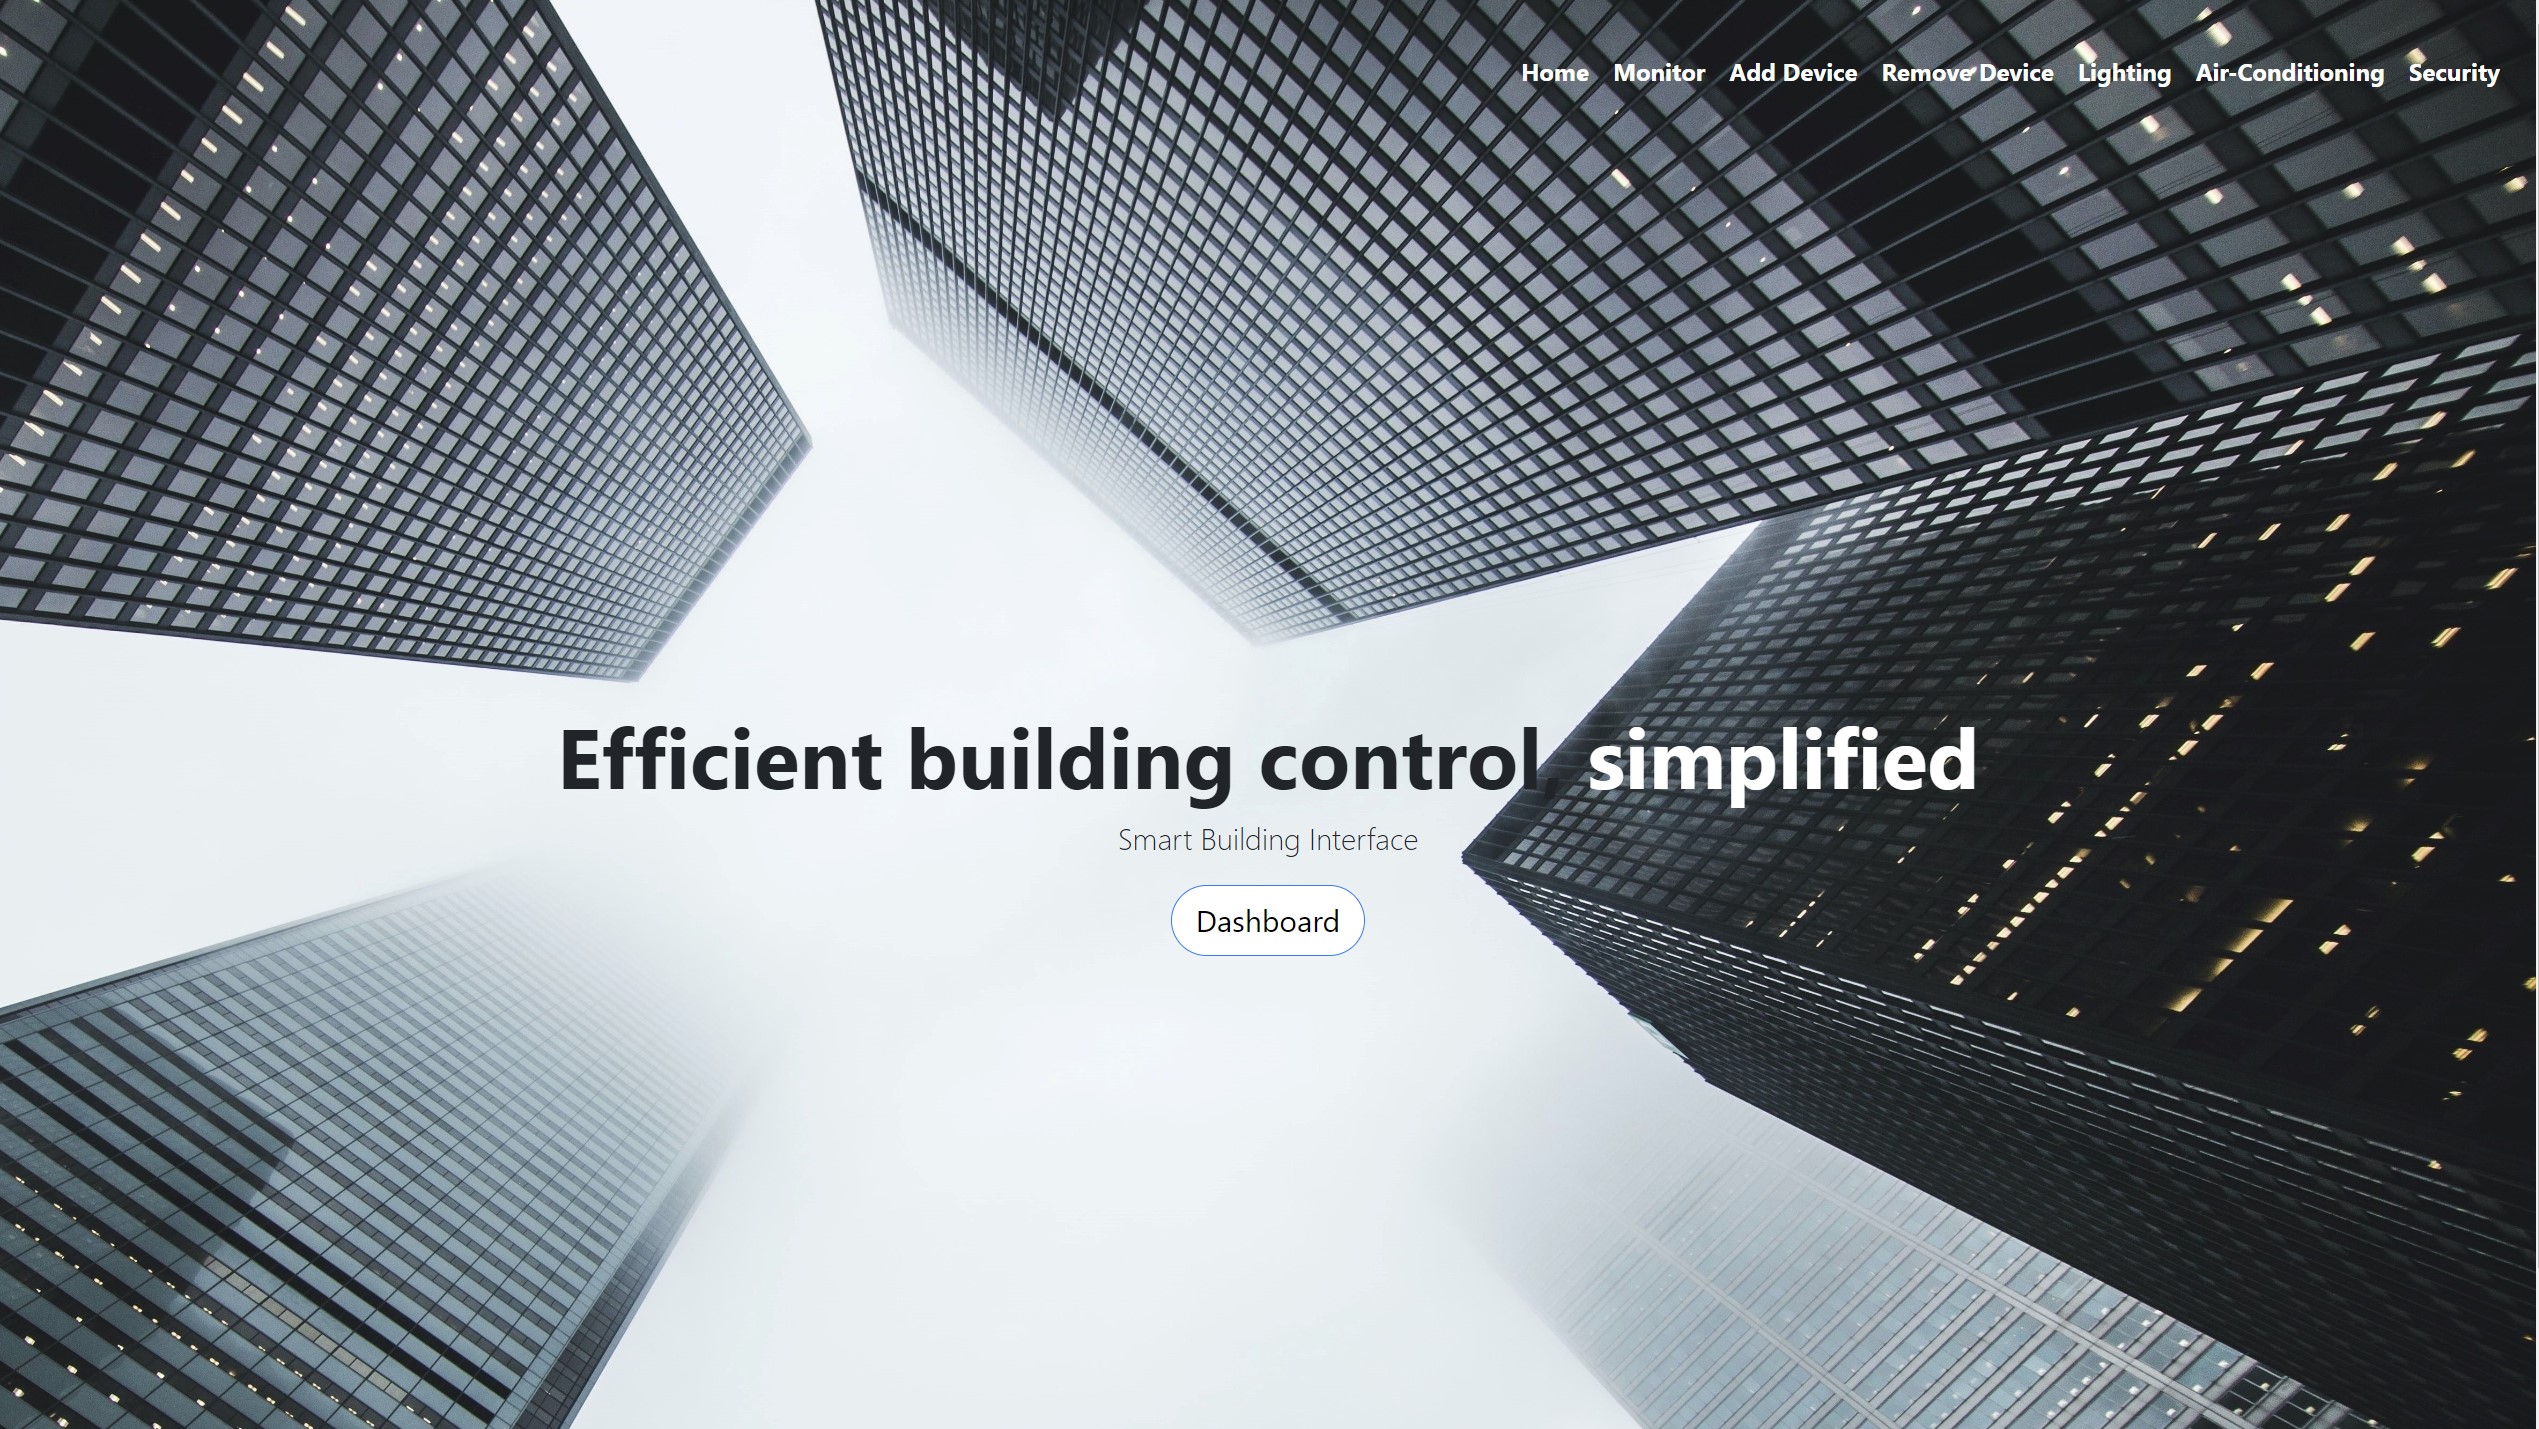 Home Monitor Add Device Remove Device Lighting Air-Conditioning Security
Efficient building control, simplified
Smart Building Interface
Dashboard